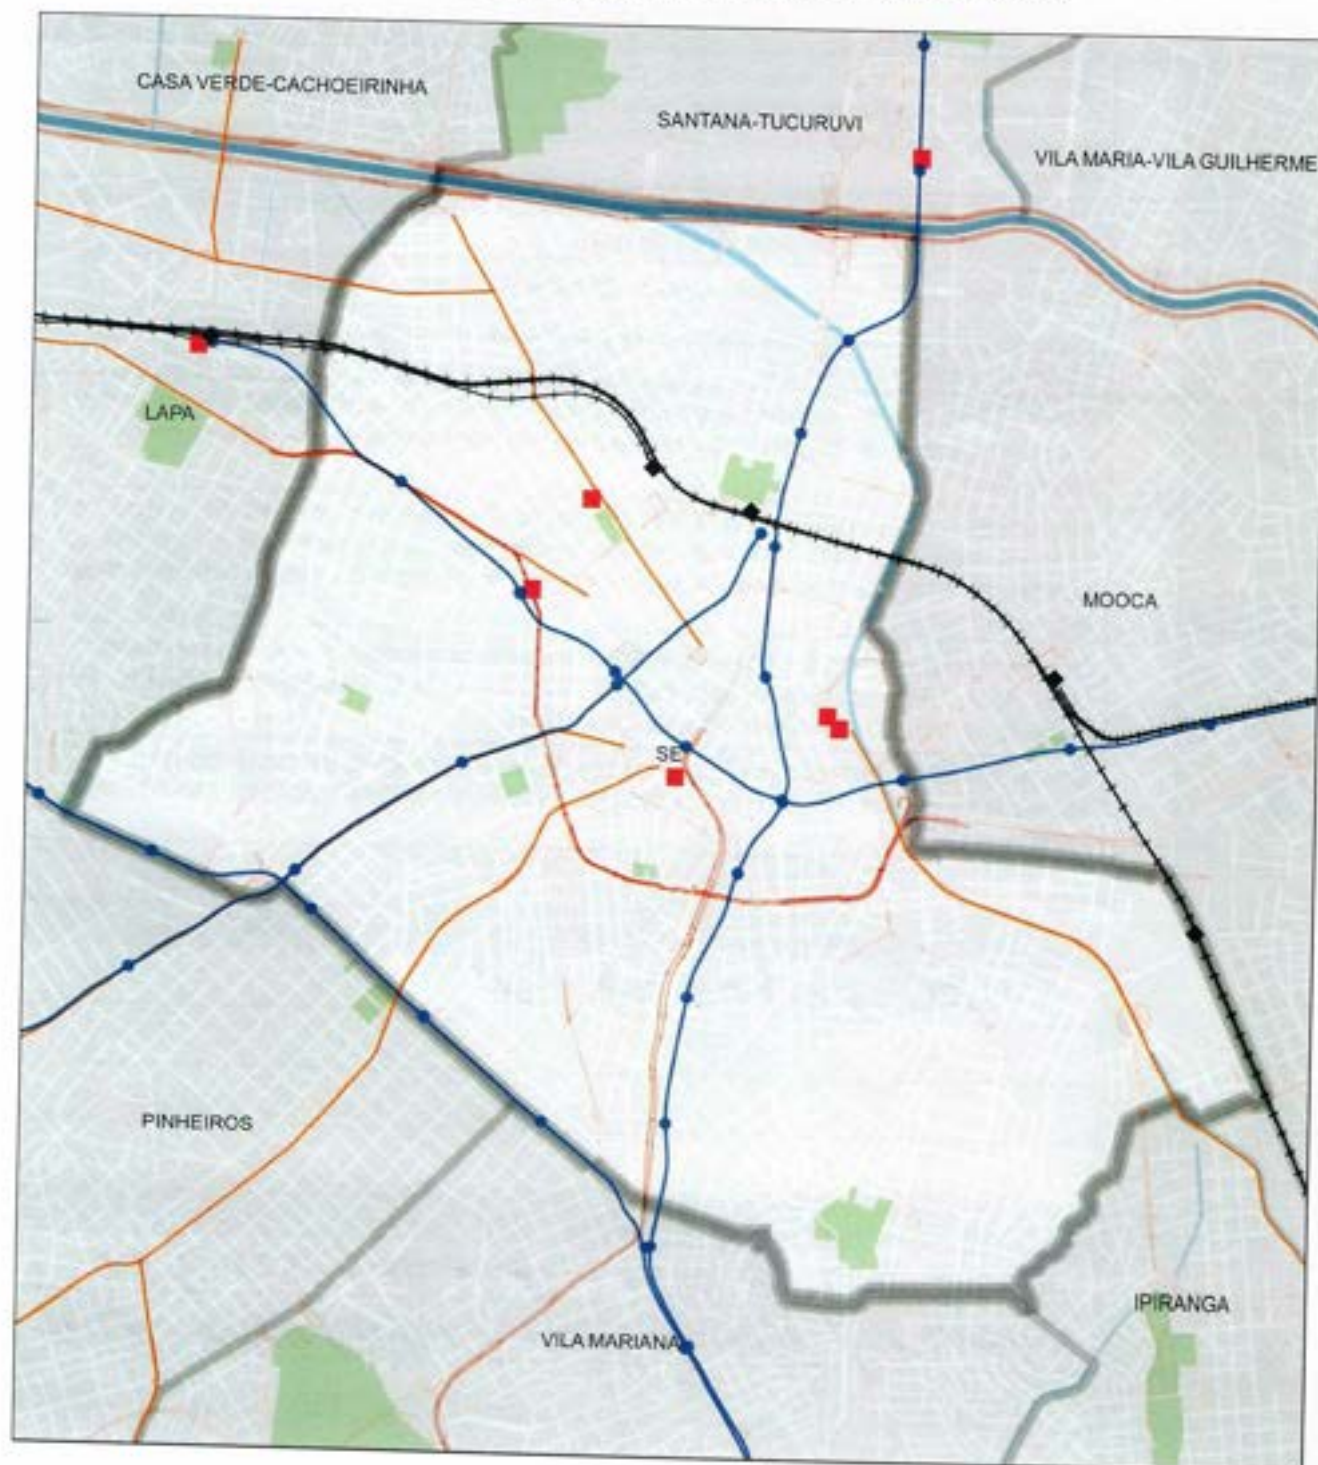 CASA VERDE-CACHOEIRINHA
SANTANA-TUCURUVI
VILA MARIA-VILA GUILHERME
LAPA
MOOCA
SE
PINHEIROS
IPIRANGA
VILA MARIANA